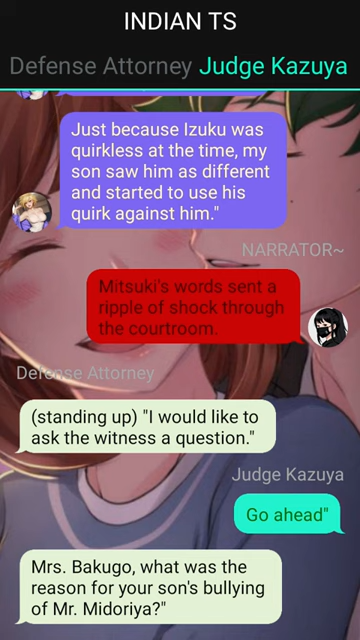 INDIAN TS
Defense Attorney Judge Kazuya
Just because Izuku was
quirkless at the time, my
son saw him as different
and started to use his
quirk against him."
NARRATOR~
Mitsuki's words sent a
ripple of shock through
the courtroom.
Defense Attorney
(standing up) "I would like to
ask the witness a question."
Judge Kazuya
Go ahead"
Mrs. Bakugo, what was the
reason for your son's bullying
of Mr. Midoriya?"